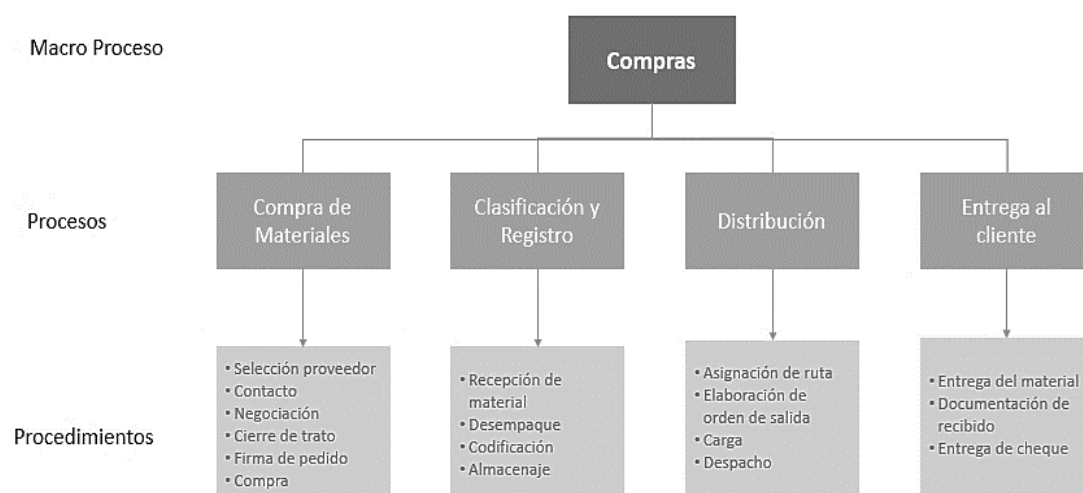 Macro Proceso
Compras
Procesos
Compra de
Materiales
Clasificación y
Registro
Distribución
Entrega al
cliente
Procedimientos
• Selección proveedor
• Contacto
• Negociación
• Cierre de trato
• Firma de pedido
• Compra
• Recepción de
material
• Desempaque
• Codificación
• Almacenaje
• Asignación de ruta
• Elaboración de
orden de salida
• Carga
• Despacho
• Entrega del material
• Documentación de
recibido
• Entrega de cheque